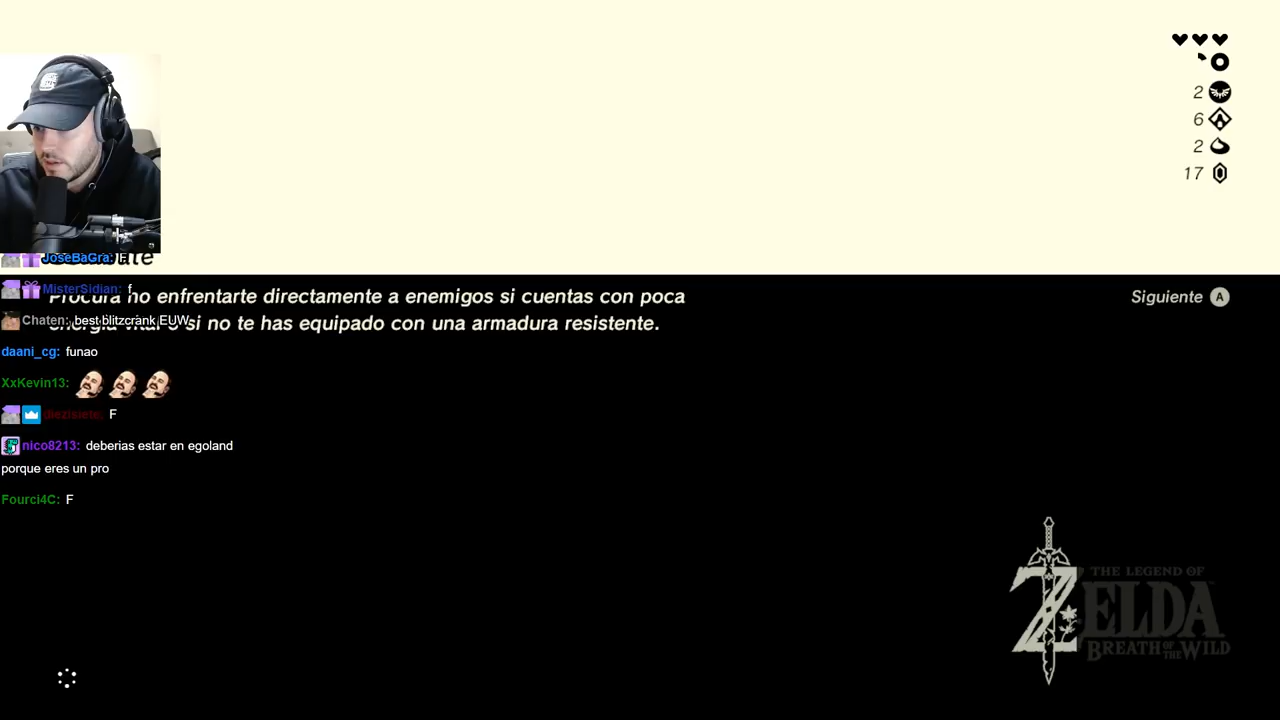 2
6
2
17
JoseBaGra: F
MisterSidian: f
Procura no enfrentarte directamente a enemigos si cuentas con poca
Siguiente A
Chaten: best blitzcrank EUW
si no te has equipado con una armadura resistente.
daani_cg: funao
XxKevin13:
diezisiete: F
nico8213: deberias estar en egoland
porque eres un pro
Fourci4C: F
THE LEGEND OF
ZELDA
BREATH OF THE WILD